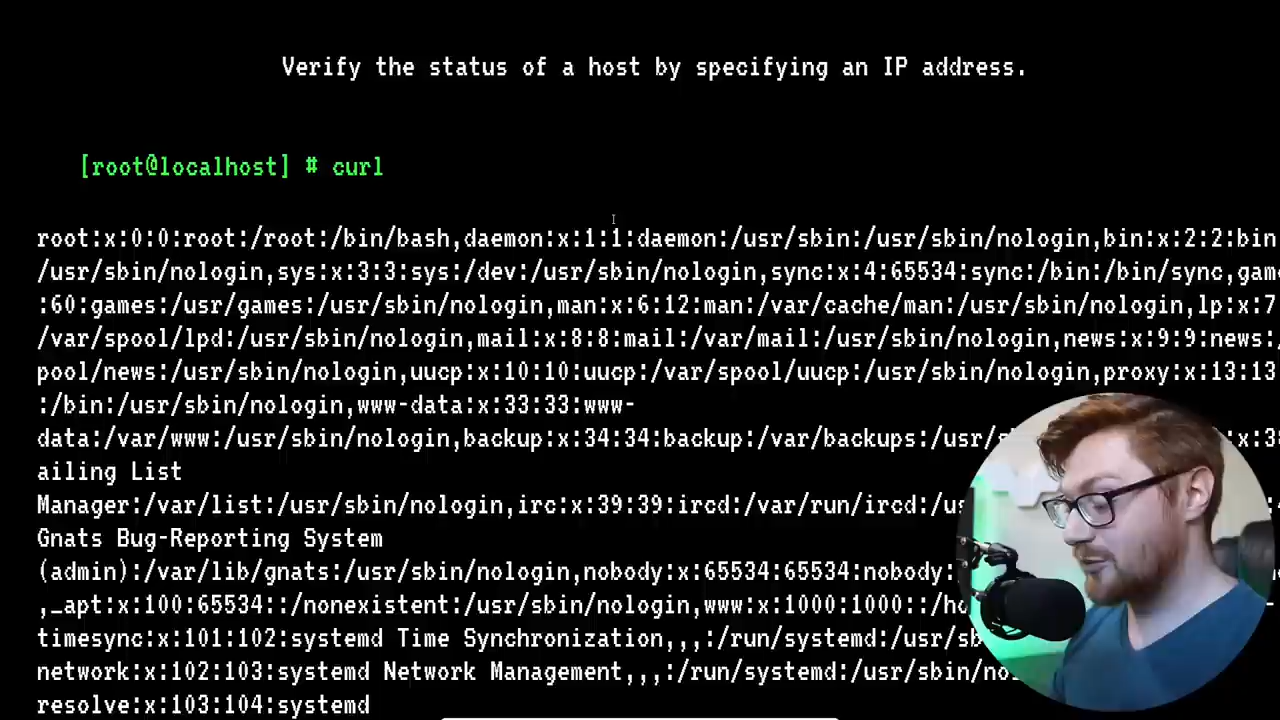 Verify the status of a host by specifying an IP address.
[root@localhost] # curl
root:x:0:0:root:/root:/bin/bash,daemon:x:1:1:daemon:/usr/sbin:/usr/sbin/nologin,bin:x:2:2:bin
/usr/sbin/nologin,sys:x:3:3:sys:/dev:/usr/sbin/nologin,sync:x:4:65534:sync:/bin:/bin/sync,gam
:60:games:/usr/games:/usr/sbin/nologin,man:x:6:12:man:/var/cache/man:/usr/sbin/nologin,lp:x:7
/var/spool/lpd:/usr/sbin/nologin,mail:x:8:8:mail:/var/mail:/usr/sbin/nologin,news:x:9:9:news:/
pool/news:/usr/sbin/nologin,uucp:x:10:10:uucp:/var/spool/uucp:/usr/sbin/nologin,proxy:x:13:13
:/bin:/usr/sbin/nologin,www-data:x:33:33:www-
data:/var/www:/usr/sbin/nologin,backup:x:34:34:backup:/var/backups:/usr/s
ailing List
Manager:/var/list:/usr/sbin/nologin,irc:x:39:39:ircd:/var/run/ircd:/us
Gnats Bug-Reporting System
(admin):/var/lib/gnats:/usr/sbin/nologin,nobody:x:65534:65534:nobody:
,_apt:x:100:65534::/nonexistent:/usr/sbin/nologin,www:x:1000:1000::/ho
timesync:x:101:102:systemd Time Synchronization,,,:/run/systemd:/usr/sb
network:x:102:103:systemd Network Management,,,:/run/systemd:/usr/sbin/no
resolve:x:103:104:systemd